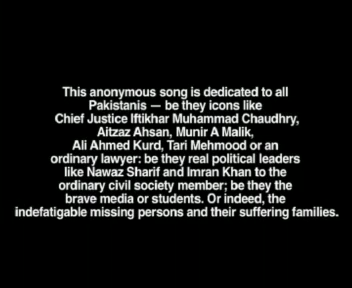 This anonymous song is dedicated to all
Pakistanis — be they icons like
Chief Justice Iftikhar Muhammad Chaudhry,
Aitzaz Ahsan, Munir A Malik,
Ali Ahmed Kurd, Tari Mehmood or an
ordinary lawyer: be they real political leaders
like Nawaz Sharif and Imran Khan to the
ordinary civil society member; be they the
brave media or students. Or indeed, the
indefatigable missing persons and their suffering families.